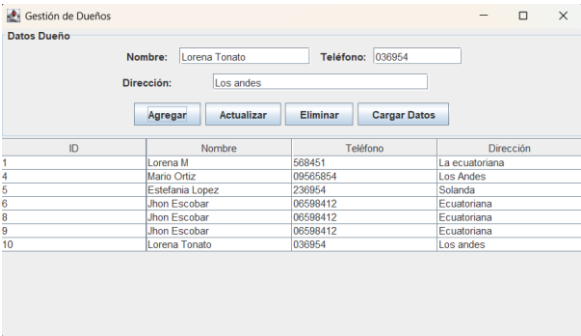 Gestión de Dueños
Datos Dueño
Nombre: Lorena Tonato Teléfono: 036954
Dirección: Los andes
Agregar Actualizar Eliminar Cargar Datos
ID Nombre Teléfono Dirección
1 Lorena M 568451 La ecuatoriana
4 Mario Ortiz 09565854 Los Andes
5 Estefania Lopez 236954 Solanda
6 Jhon Escobar 06598412 Ecuatoriana
8 Jhon Escobar 06598412 Ecuatoriana
9 Jhon Escobar 06598412 Ecuatoriana
10 Lorena Tonato 036954 Los andes